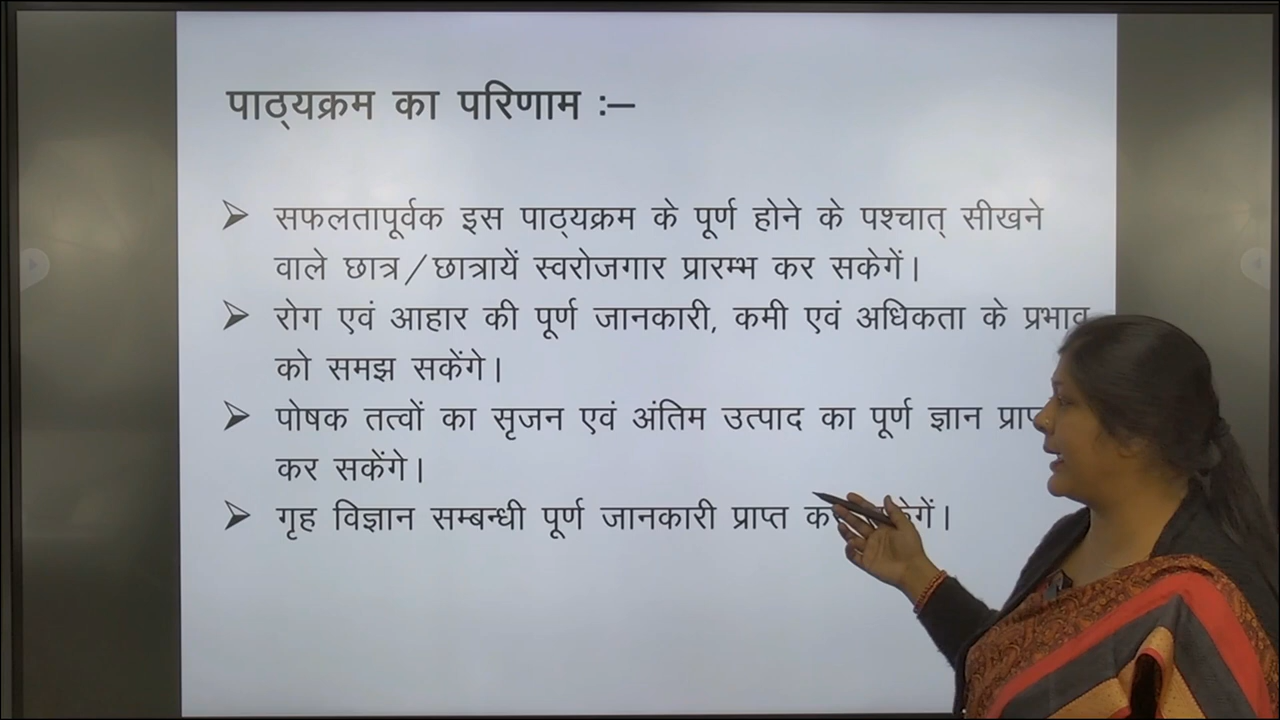 पाठ्यक्रम का परिणाम :–
सफलतापूर्वक इस पाठ्यक्रम के पूर्ण होने के पश्चात् सीखने
वाले छात्र/छात्रायें स्वरोजगार प्रारम्भ कर सकेगें।
रोग एवं आहार की पूर्ण जानकारी, कमी एवं अधिकता के प्रभाव
को समझ सकेंगे।
पोषक तत्वों का सृजन एवं अंतिम उत्पाद का पूर्ण ज्ञान
कर सकेंगे।
गृह विज्ञान सम्बन्धी पूर्ण जानकारी प्राप्त